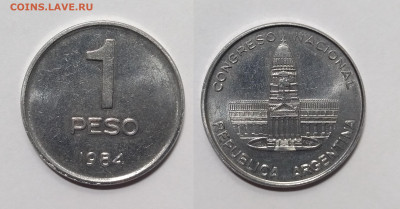 COINS.LAVE.RU
1
PESO
1984
CONGRESO NACIONAL
REPUBLICA ARGENTINA